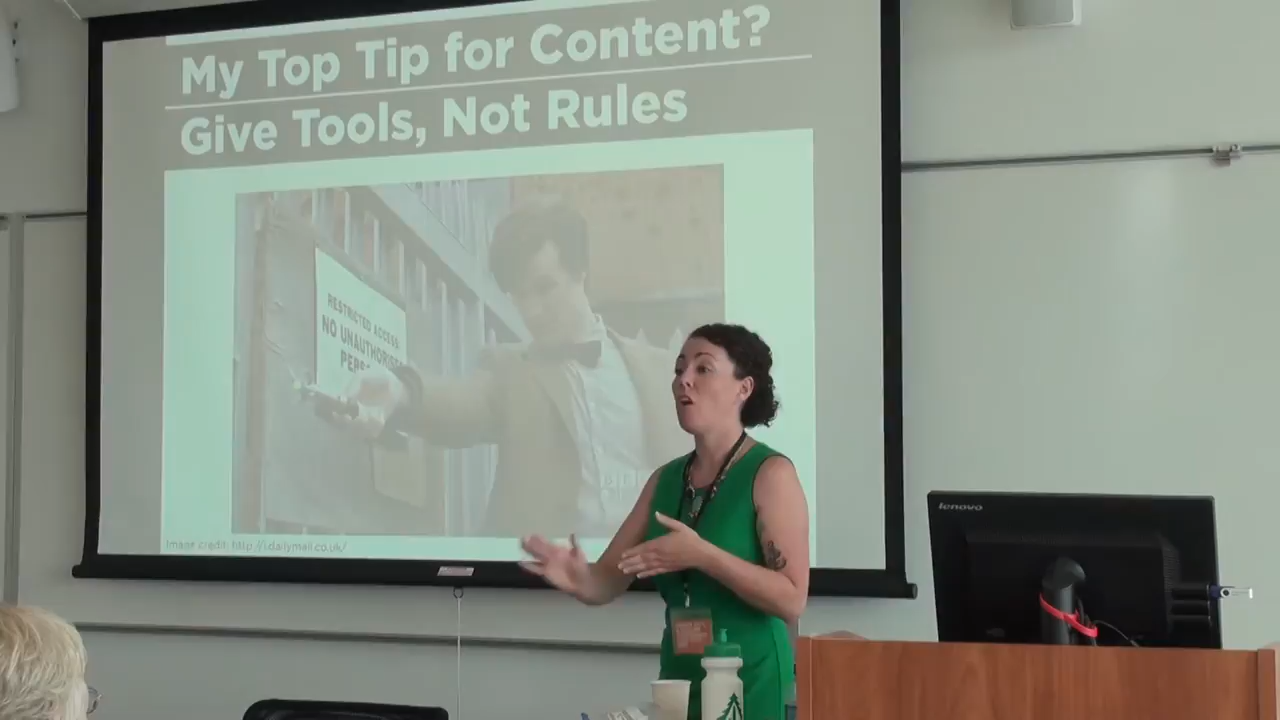 My Top Tip for Content?
Give Tools, Not Rules
RESTRICTED ACCESS
NO UNAUTHORISED
Image credit: http://i.dailymail.co.uk/
lenovo